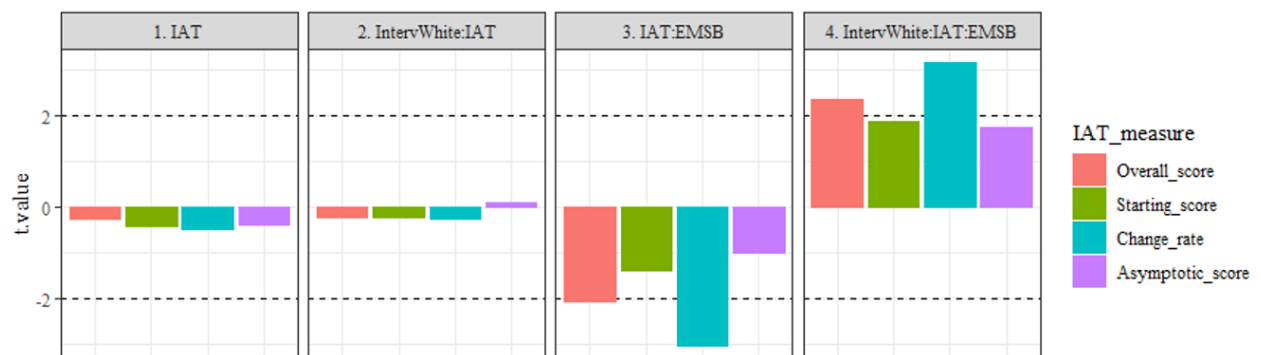 1. IAT
2. IntervWhite:IAT
3. IAT:EMSB
4. IntervWhite:IAT:EMSB
t.value
2
0
-2
IAT_measure
Overall_score
Starting_score
Change_rate
Asymptotic_score